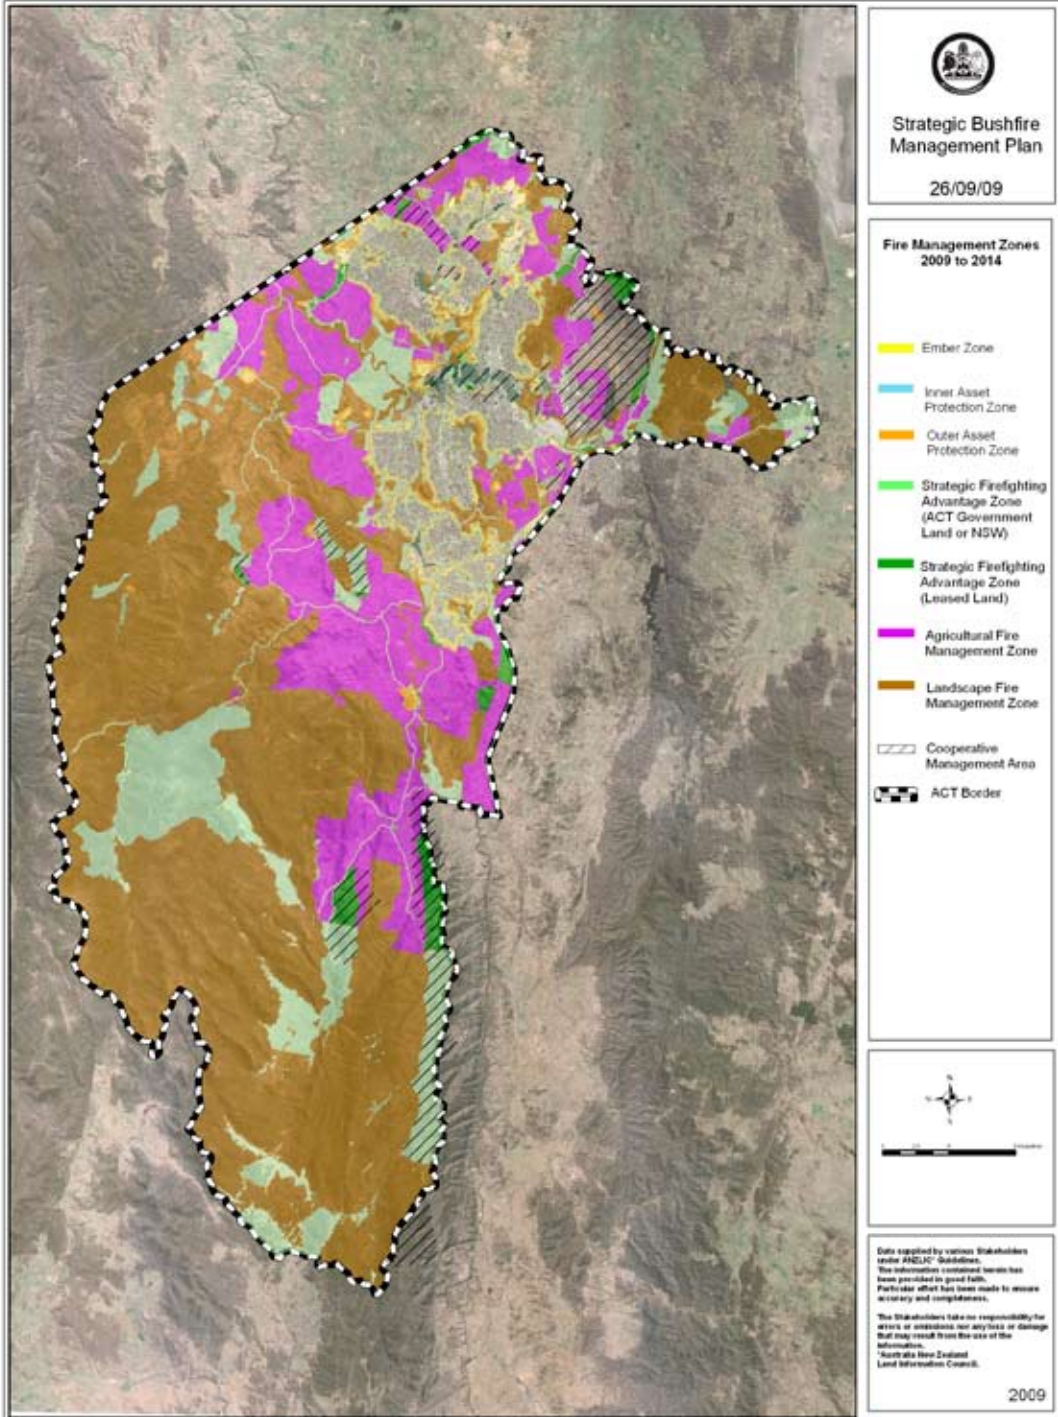 Strategic Bushfire
Management Plan
26/09/09
Fire Management Zones
2009 to 2014
Ember Zone
Inner Asset
Protection Zone
Outer Asset
Protection Zone
Strategic Firefighting
Advantage Zone
(ACT Government
Land or NSW)
Strategic Firefighting
Advantage Zone
(Leased Land)
Agricultural Fire
Management Zone
Landscape Fire
Management Zone
Cooperative
Management Area
ACT Border
Data supplied by various Stakeholders
under ANZLIC* Guidelines.
The information contained herein has
been provided in good faith.
Particular effort has been made to ensure
accuracy and completeness.
The Stakeholders take no responsibility for
errors or omissions nor any loss or damage
that may result from the use of the
information.
*Australia New Zealand
Land Information Council.
2009